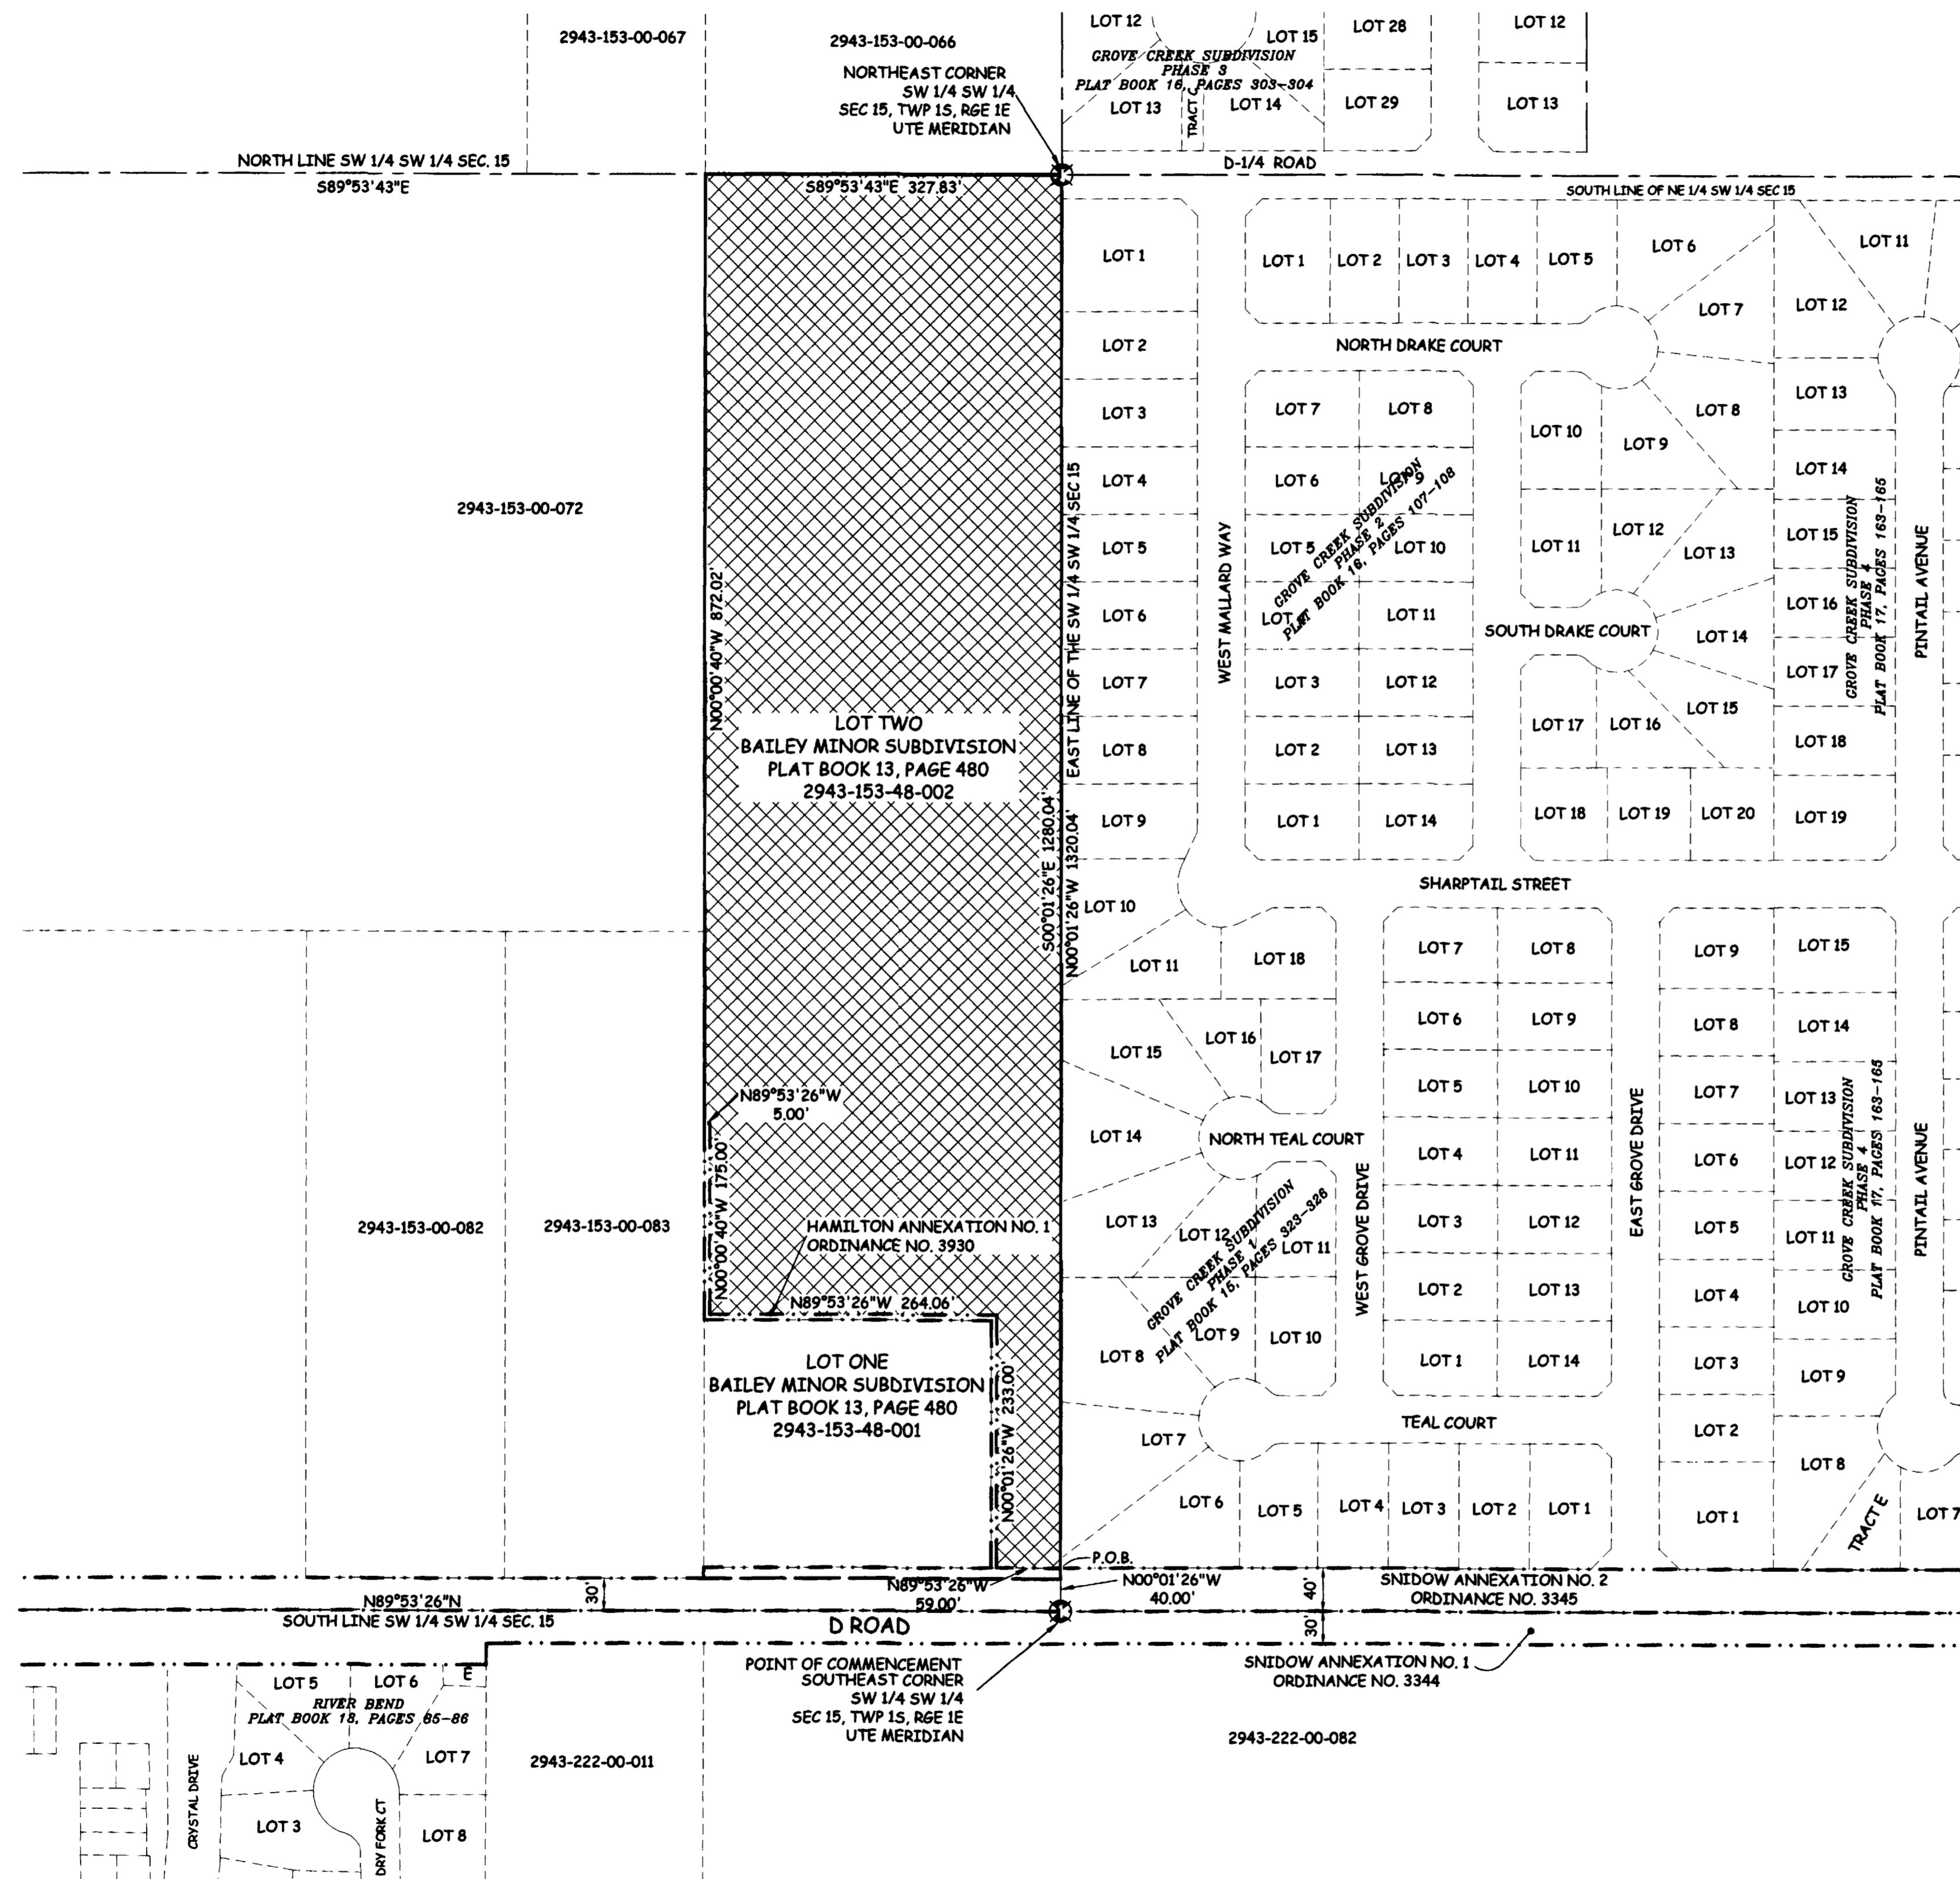 2943-153-00-067
2943-153-00-066
NORTHEAST CORNER
SW 1/4 SW 1/4
SEC 15, TWP 1S, RGE 1E
UTE MERIDIAN
LOT 12
LOT 15
LOT 28
LOT 12
GROVE CREEK SUBDIVISION
PHASE 3
PLAT BOOK 16, PAGES 303-304
LOT 13
TRACT
LOT 14
LOT 29
LOT 13
NORTH LINE SW 1/4 SW 1/4 SEC. 15
S89°53'43"E
S89°53'43"E 327.83'
D-1/4 ROAD
SOUTH LINE OF NE 1/4 SW 1/4 SEC 15
LOT 1
LOT 2
LOT 3
LOT 4
LOT 5
LOT 6
LOT 7
LOT 8
LOT 9
LOT 10
LOT 11
EAST LINE OF THE SW 1/4 SW 1/4 SEC 15
S00°01'26"E 1280.04'
N00°01'26"W 1320.04'
WEST MALLARD WAY
LOT 1
LOT 2
LOT 3
LOT 4
LOT 5
LOT 6
LOT 7
LOT 8
NORTH DRAKE COURT
LOT 10
LOT 9
LOT 11
LOT 12
LOT 13
SOUTH DRAKE COURT
LOT 14
LOT 15
LOT 16
LOT 17
LOT 18
LOT 19
LOT 20
LOT 7
LOT 8
LOT 6
LOT 9
LOT 5
LOT 10
LOT
LOT 11
LOT 3
LOT 12
LOT 2
LOT 13
LOT 1
LOT 14
GROVE CREEK SUBDIVISION
PHASE 2
PLAT BOOK 16, PAGES 107-108
LOT 11
LOT 12
LOT 13
LOT 14
LOT 15
LOT 16
LOT 17
LOT 18
LOT 19
GROVE CREEK SUBDIVISION
PHASE 4
PLAT BOOK 17, PAGES 163-165
PINTAIL AVENUE
2943-153-00-072
N00°00'40"W 872.02'
LOT TWO
BAILEY MINOR SUBDIVISION
PLAT BOOK 13, PAGE 480
2943-153-48-002
SHARPTAIL STREET
LOT 18
LOT 15
LOT 16
LOT 17
LOT 14
NORTH TEAL COURT
LOT 13
LOT 12
LOT 11
GROVE CREEK SUBDIVISION
PHASE 1
PLAT BOOK 15, PAGES 323-326
LOT 8
LOT 9
LOT 10
WEST GROVE DRIVE
LOT 7
LOT 8
LOT 6
LOT 9
LOT 5
LOT 10
LOT 4
LOT 11
LOT 3
LOT 12
LOT 2
LOT 13
LOT 1
LOT 14
EAST GROVE DRIVE
LOT 9
LOT 8
LOT 7
LOT 6
LOT 5
LOT 4
LOT 3
LOT 2
LOT 1
LOT 15
LOT 14
LOT 13
LOT 12
LOT 11
LOT 10
LOT 9
LOT 8
GROVE CREEK SUBDIVISION
PHASE 4
PLAT BOOK 17, PAGES 163-165
PINTAIL AVENUE
TEAL COURT
LOT 7
LOT 6
LOT 5
LOT 4
LOT 3
LOT 2
LOT 1
TRACT E
LOT 7
N89°53'26"W
5.00'
N00°00'40"W 175.00'
2943-153-00-082
2943-153-00-083
HAMILTON ANNEXATION NO. 1
ORDINANCE NO. 3930
N89°53'26"W 264.06'
LOT ONE
BAILEY MINOR SUBDIVISION
PLAT BOOK 13, PAGE 480
2943-153-48-001
N00°01'26"W 233.00'
P.O.B.
N89°53'26"W
59.00'
N00°01'26"W
40.00'
30'
40'
30'
SNIDOW ANNEXATION NO. 2
ORDINANCE NO. 3345
N89°53'26"N
SOUTH LINE SW 1/4 SW 1/4 SEC. 15
D ROAD
POINT OF COMMENCEMENT
SOUTHEAST CORNER
SW 1/4 SW 1/4
SEC 15, TWP 1S, RGE 1E
UTE MERIDIAN
SNIDOW ANNEXATION NO. 1
ORDINANCE NO. 3344
2943-222-00-082
LOT 5
LOT 6
E
RIVER BEND
PLAT BOOK 18, PAGES 85-86
LOT 4
LOT 7
LOT 3
LOT 8
CRYSTAL DRIVE
DRY FORK CT
2943-222-00-011